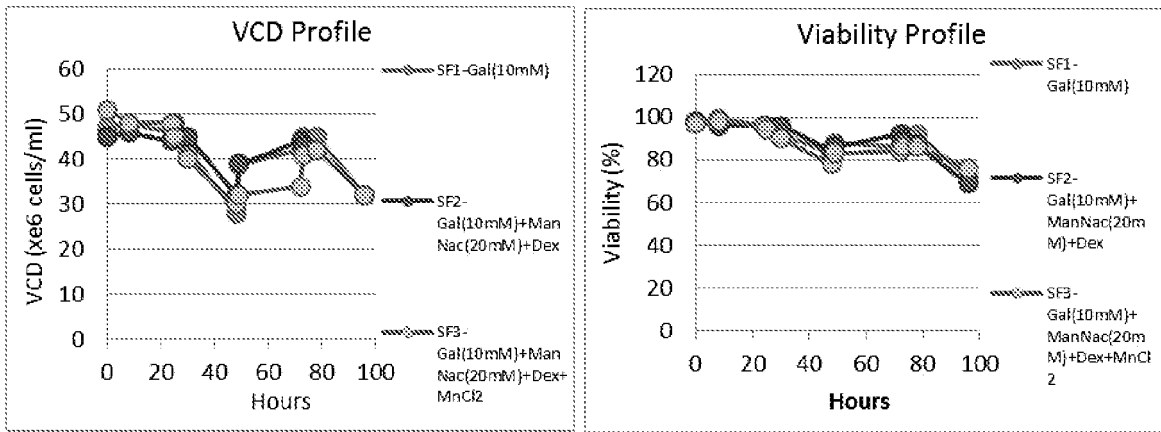 VCD Profile
60
50
40
30
20
10
0
VCD (xe6 cells/ml)
0 20 40 60 80 100
Hours
SF1-Gal(10mM)
SF2-
Gal(10mM)+Man
Nac(20mM)+Dex
SF3-
Gal(10mM)+Man
Nac(20mM)+Dex+
MnCl2
Viability Profile
120
100
80
60
40
20
0
Viability (%)
0 20 40 60 80 100
Hours
SF1-
Gal(10mM)
SF2-
Gal(10mM)+
ManNac(20m
M)+Dex
SF3-
Gal(10mM)+
ManNac(20m
M)+Dex+MnCl
2